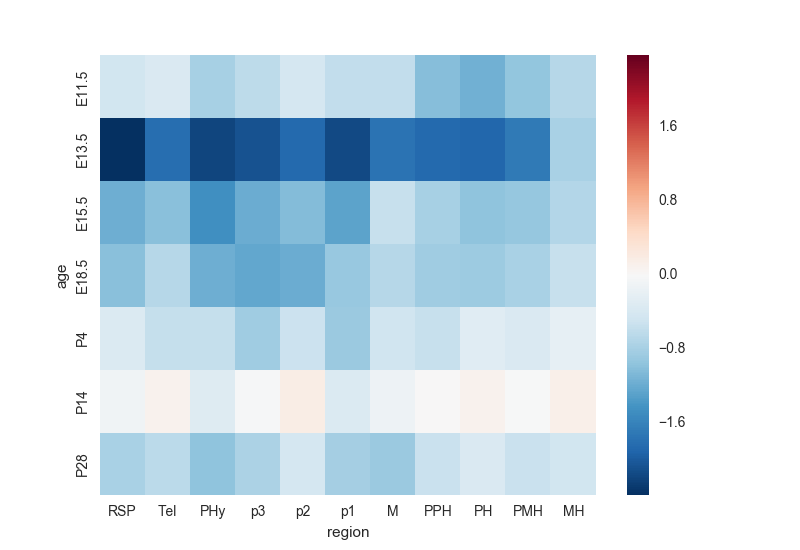 E11.5
E13.5
E15.5
E18.5
P4
P14
P28
age
RSP Tel PHy p3 p2 p1 M PPH PH PMH MH
region
1.6
0.8
0.0
−0.8
−1.6